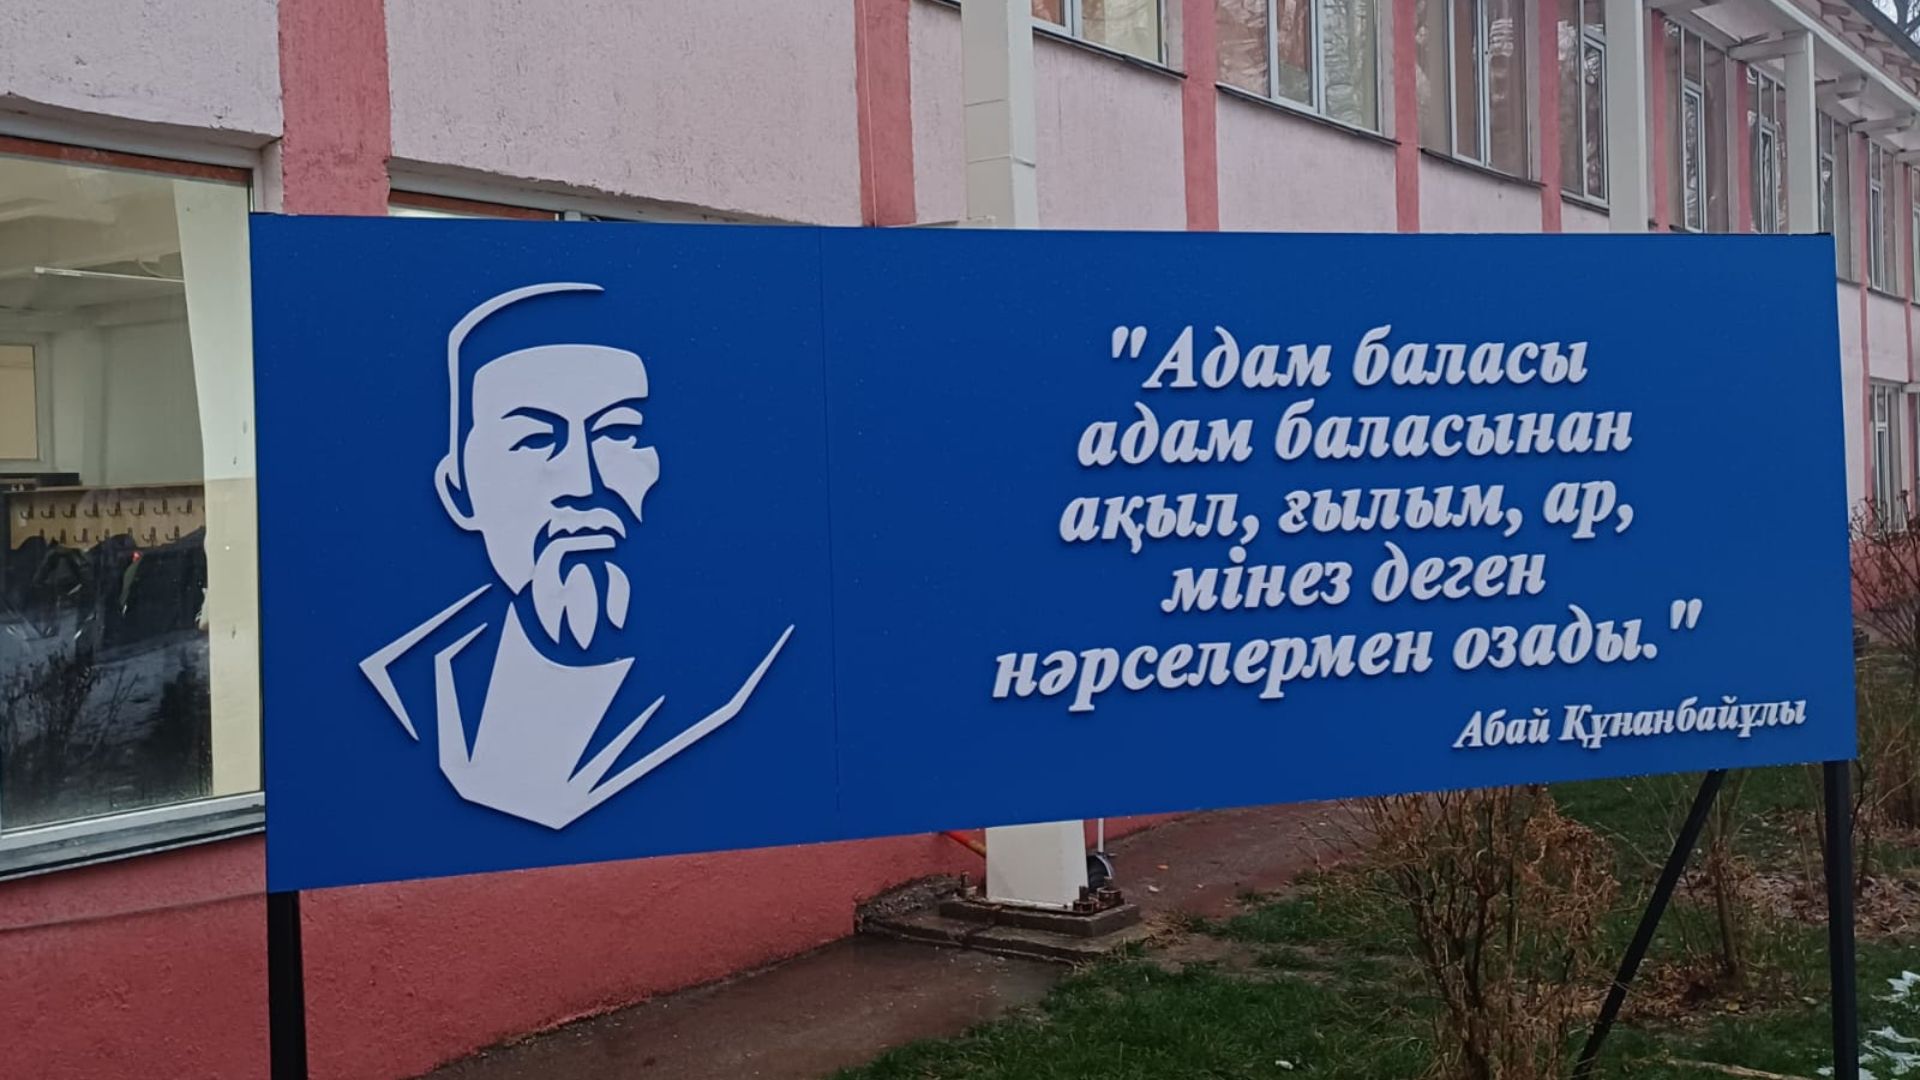 "Адам баласы
адам баласынан
ақыл, ғылым, ар,
мінез деген
нәрселермен озады."
Абай Құнанбайұлы